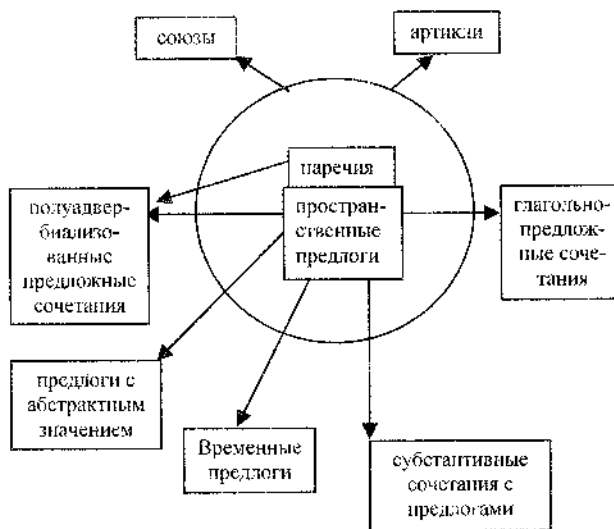 союзы
артикли
наречия
простран-
ственные
предлоги
полуадвер-
биализо-
ванные
предложные
сочетания
глагольно-
предлож-
ные соче-
тания
предлоги с
абстрактным
значением
Временные
предлоги
субстантивные
сочетания с
предлогами